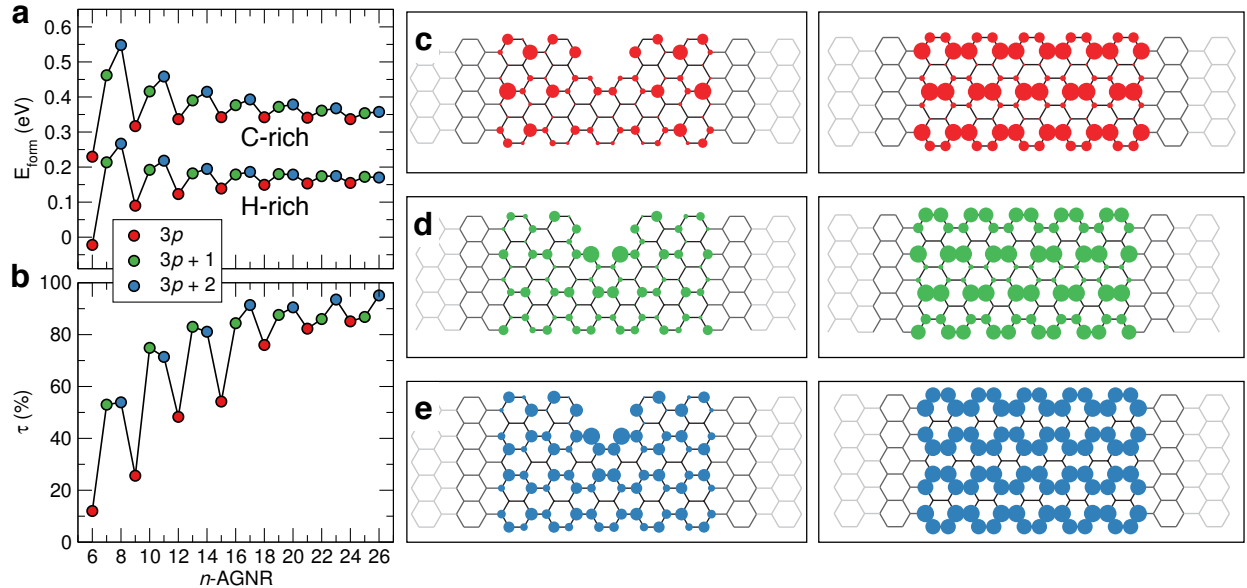 a
0.6
0.5
0.4
0.3
0.2
0.1
0
E_form (eV)
C-rich
H-rich
3p
3p + 1
3p + 2
b
100
80
60
40
20
0
τ (%)
6 8 10 12 14 16 18 20 22 24 26
n-AGNR
c
d
e